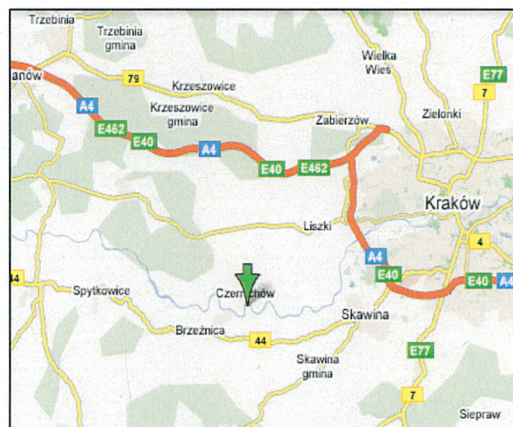 Trzebinia
Trzebinia
gmina
Wielka
Wieś
E77
7
anów
79
Krzeszowice
Krzeszowice
gmina
A4
E462
E40
A4
E40
E462
Zabierzów
Zielonki
Kraków
Liszki
4
A4
E40
E40
A4
44
Spytkowice
Czernichów
Brzeźnica
44
Skawina
Skawina
gmina
E77
7
Siepraw